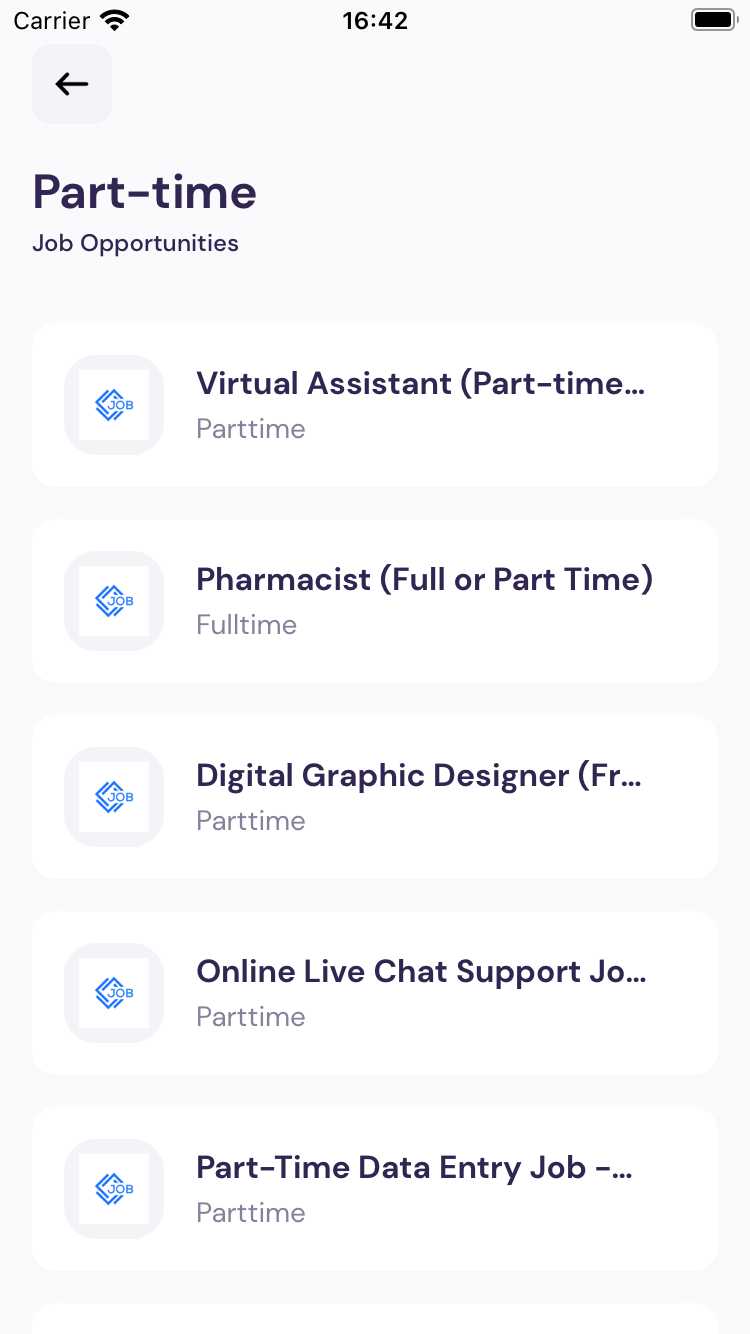 Carrier 16:42
Part-time
Job Opportunities
JOB
Virtual Assistant (Part-time...
Parttime
JOB
Pharmacist (Full or Part Time)
Fulltime
JOB
Digital Graphic Designer (Fr...
Parttime
JOB
Online Live Chat Support Jo...
Parttime
JOB
Part-Time Data Entry Job -...
Parttime